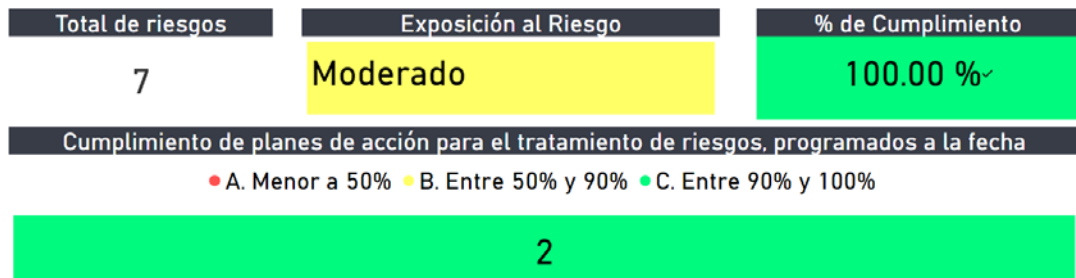 Total de riesgos
Exposición al Riesgo
% de Cumplimiento
7
Moderado
100.00 %✓
Cumplimiento de planes de acción para el tratamiento de riesgos, programados a la fecha
A. Menor a 50% B. Entre 50% y 90% C. Entre 90% y 100%
2